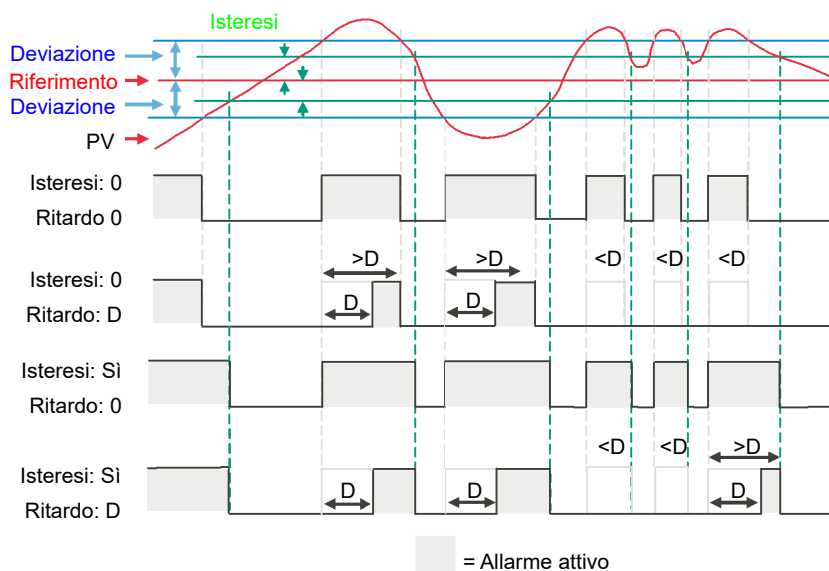 Isteresi
Deviazione
Riferimento
Deviazione
PV
Isteresi: 0
Ritardo 0
>D >D <D <D <D
Isteresi: 0
D D
Ritardo: D
Isteresi: Sì
Ritardo: 0
<D <D >D
Isteresi: Sì
D D D
Ritardo: D
= Allarme attivo